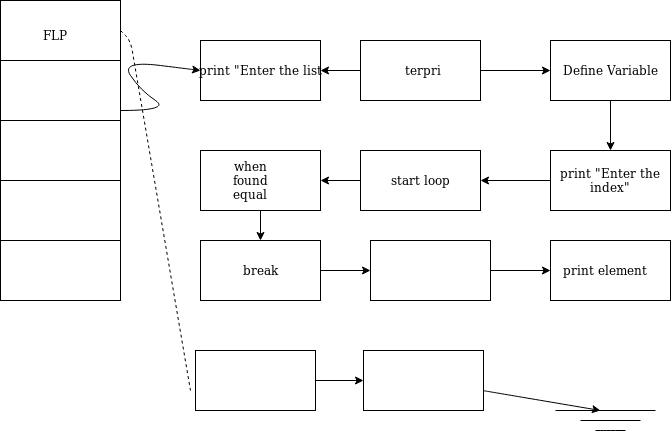 FLP
print "Enter the list
terpri
Define Variable
when
found
equal
start loop
print "Enter the
index"
break
print element